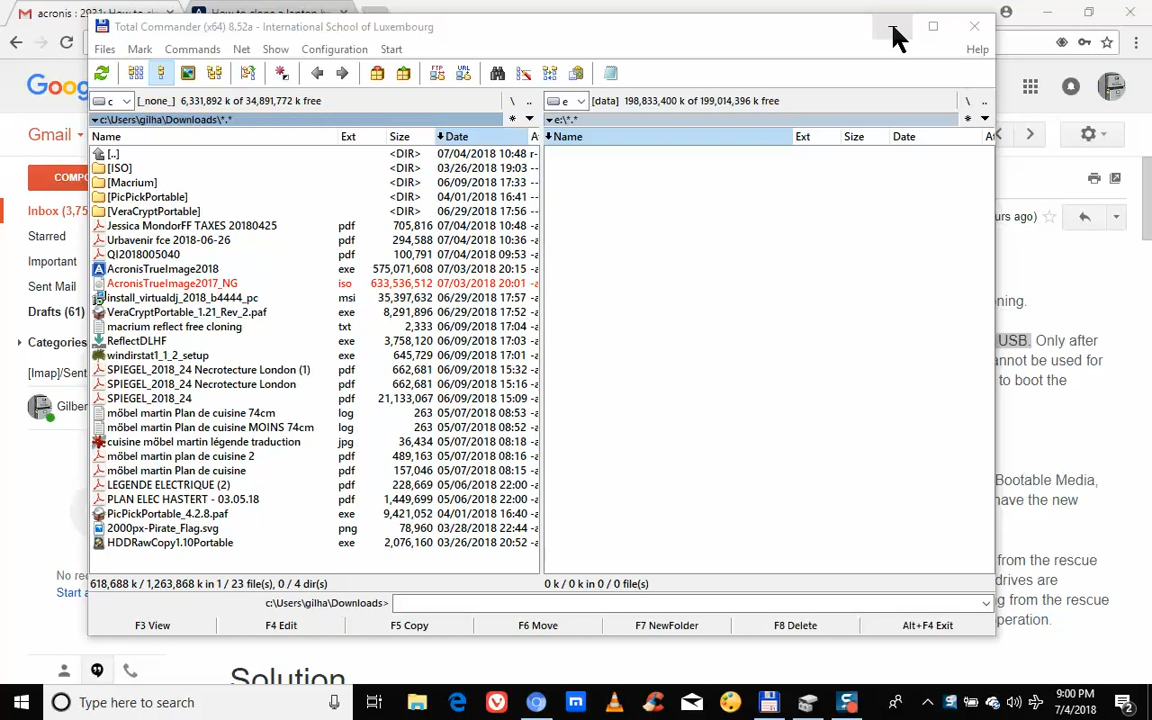 acronis : 2021: How t
How to clone a laptop
Total Commander (x64) 8.52a - International School of Luxembourg
Files Mark Commands Net Show Configuration Start Help
FTP URL
c [_none_] 6,331,892 k of 34,891,772 k free \ ..
e [data] 198,833,400 k of 199,014,396 k free \ ..
c:\Users\gilha\Downloads\*.* * e:\*.* *
Name Ext Size Date A
Name Ext Size Date At
[..] <DIR> 07/04/2018 10:48 r-
[ISO] <DIR> 03/26/2018 19:03 --
[Macrium] <DIR> 06/09/2018 17:33 --
[PicPickPortable] <DIR> 04/01/2018 16:41 --
[VeraCryptPortable] <DIR> 06/29/2018 17:56 --
Jessica MondorFF TAXES 20180425 pdf 705,816 07/04/2018 10:48 -a
Urbavenir fce 2018-06-26 pdf 294,588 07/04/2018 10:36 -a
QI2018005040 pdf 100,791 07/04/2018 09:53 -a
AcronisTrueImage2018 exe 575,071,608 07/03/2018 20:15 -a
AcronisTrueImage2017_NG iso 633,536,512 07/03/2018 20:01 -a
install_virtualdj_2018_b4444_pc msi 35,397,632 06/29/2018 17:57 -a
VeraCryptPortable_1.21_Rev_2.paf exe 8,291,896 06/29/2018 17:52 -a
macrium reflect free cloning txt 2,333 06/09/2018 17:04 -a
ReflectDLHF exe 3,758,120 06/09/2018 17:03 -a
windirstat1_1_2_setup exe 645,729 06/09/2018 17:01 -a
SPIEGEL_2018_24 Necrotecture London (1) pdf 662,681 06/09/2018 15:32 -a
SPIEGEL_2018_24 Necrotecture London pdf 662,681 06/09/2018 15:16 -a
SPIEGEL_2018_24 pdf 21,133,067 06/09/2018 15:09 -a
möbel martin Plan de cuisine 74cm log 263 05/07/2018 08:53 -a
möbel martin Plan de cuisine MOINS 74cm log 263 05/07/2018 08:52 -a
cuisine möbel martin légende traduction jpg 36,434 05/07/2018 08:18 -a
möbel martin plan de cuisine 2 pdf 489,163 05/07/2018 08:16 -a
möbel martin Plan de cuisine pdf 157,046 05/07/2018 08:15 -a
LEGENDE ELECTRIQUE (2) pdf 228,669 05/06/2018 22:00 -a
PLAN ELEC HASTERT - 03.05.18 pdf 1,449,699 05/06/2018 22:00 -a
PicPickPortable_4.2.8.paf exe 9,421,052 04/01/2018 16:40 -a
2000px-Pirate_Flag.svg png 78,960 03/28/2018 22:44 -a
HDDRawCopy1.10Portable exe 2,076,160 03/26/2018 20:52 -a
618,688 k / 1,263,868 k in 1 / 23 file(s), 0 / 4 dir(s)
0 k / 0 k in 0 / 0 file(s)
c:\Users\gilha\Downloads>
F3 View F4 Edit F5 Copy F6 Move F7 NewFolder F8 Delete Alt+F4 Exit
Goog
Gmail
COMPO
Inbox (3,75
Starred
Important
Sent Mail
Drafts (61)
Categories
[Imap]/Sent
Gilber
No rec
Start a
urs ago)
ning.
USB. Only after
annot be used for
to boot the
Bootable Media,
have the new
from the rescue
drives are
g from the rescue
peration.
Solution
Type here to search
9:00 PM
7/4/2018
2